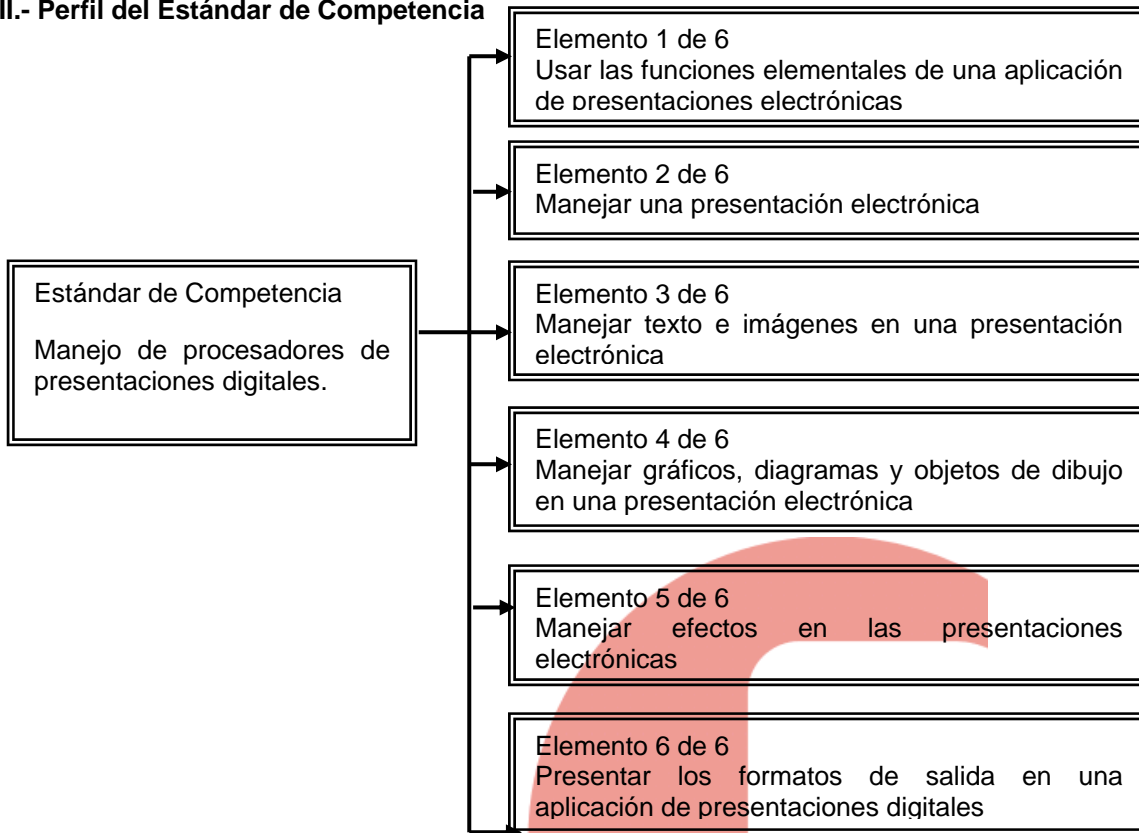 II.- Perfil del Estándar de Competencia
Elemento 1 de 6
Usar las funciones elementales de una aplicación
de presentaciones electrónicas
Elemento 2 de 6
Manejar una presentación electrónica
Estándar de Competencia
Manejo de procesadores de
presentaciones digitales.
Elemento 3 de 6
Manejar texto e imágenes en una presentación
electrónica
Elemento 4 de 6
Manejar gráficos, diagramas y objetos de dibujo
en una presentación electrónica
Elemento 5 de 6
Manejar efectos en las presentaciones
electrónicas
Elemento 6 de 6
Presentar los formatos de salida en una
aplicación de presentaciones digitales